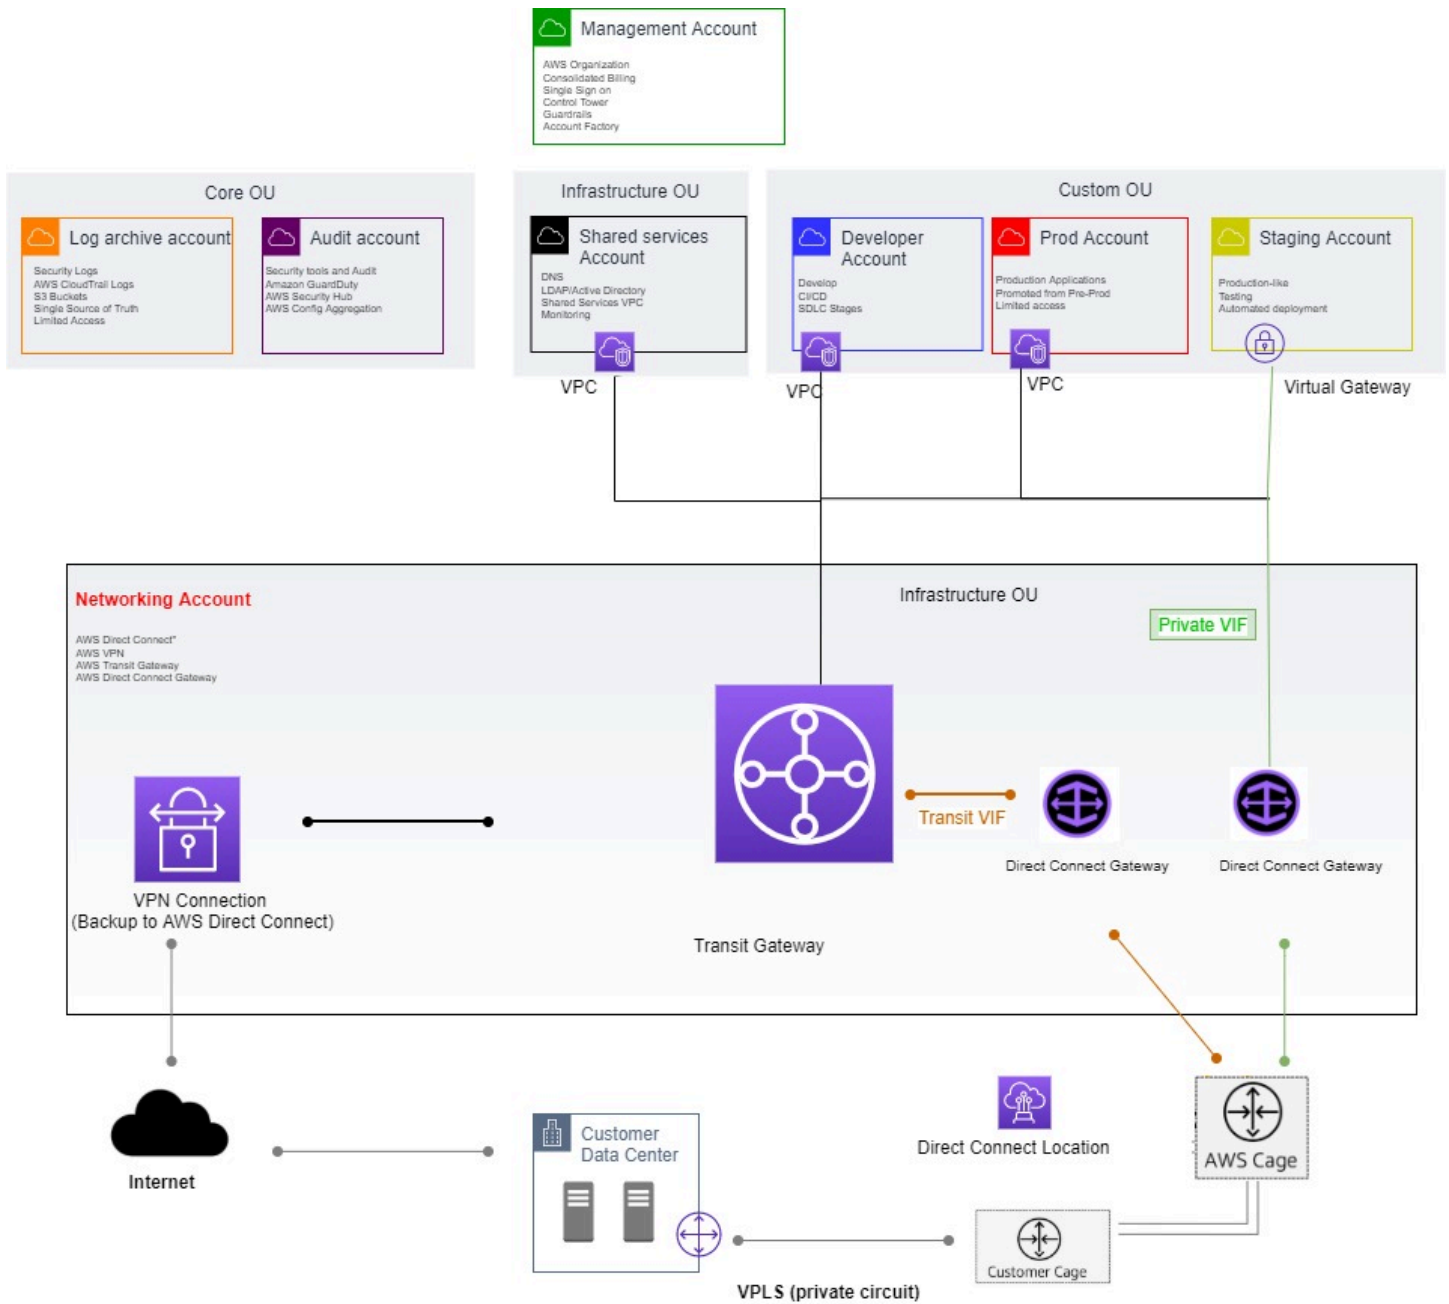 Management Account
AWS Organization
Consolidated Billing
Single Sign on
Control Tower
Guardrails
Account Factory
Core OU
Log archive account
Security Logs
AWS CloudTrail Logs
S3 Buckets
Single Source of Truth
Limited Access
Audit account
Security tools and Audit
Amazon GuardDuty
AWS Security Hub
AWS Config Aggregation
Infrastructure OU
Shared services
Account
DNS
LDAP/Active Directory
Shared Services VPC
Monitoring
VPC
Custom OU
Developer
Account
Develop
CI/CD
SDLC Stages
VPC
Prod Account
Production Applications
Promoted from Pre-Prod
Limited access
VPC
Staging Account
Production-like
Testing
Automated deployment
Virtual Gateway
Networking Account
Infrastructure OU
AWS Direct Connect*
AWS VPN
AWS Transit Gateway
AWS Direct Connect Gateway
Private VIF
Transit VIF
Direct Connect Gateway
Direct Connect Gateway
VPN Connection
(Backup to AWS Direct Connect)
Transit Gateway
Internet
Customer
Data Center
Direct Connect Location
AWS Cage
Customer Cage
VPLS (private circuit)